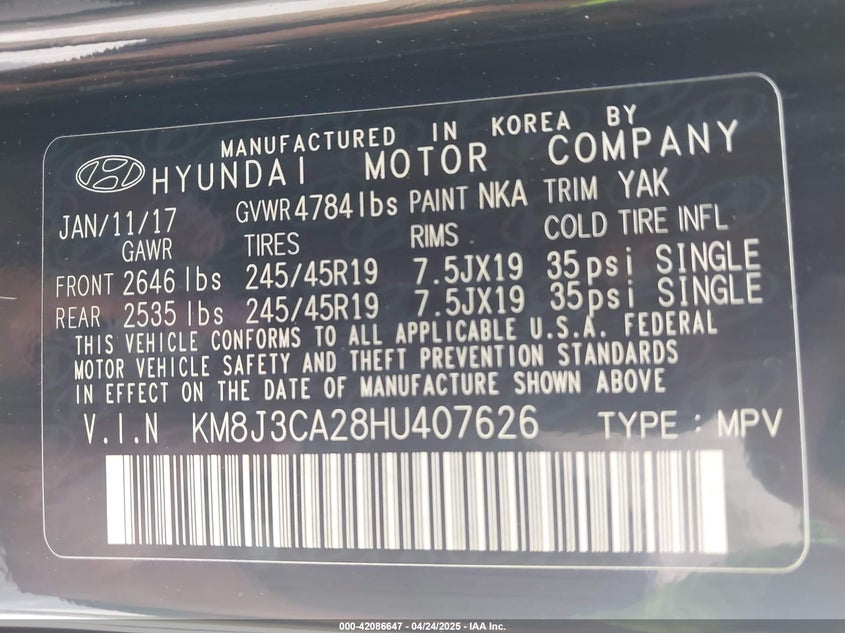 MANUFACTURED IN KOREA BY
HYUNDAI MOTOR COMPANY
JAN/11/17 GVWR 4784 lbs PAINT NKA TRIM YAK
GAWR TIRES RIMS COLD TIRE INFL
FRONT 2646 lbs 245/45R19 7.5JX19 35psi SINGLE
REAR 2535 lbs 245/45R19 7.5JX19 35psi SINGLE
THIS VEHICLE CONFORMS TO ALL APPLICABLE U.S.A. FEDERAL
MOTOR VEHICLE SAFETY AND THEFT PREVENTION STANDARDS
IN EFFECT ON THE DATE OF MANUFACTURE SHOWN ABOVE
V.I.N KM8J3CA28HU407626 TYPE : MPV
000-42086647 - 04/24/2025 - IAA Inc.